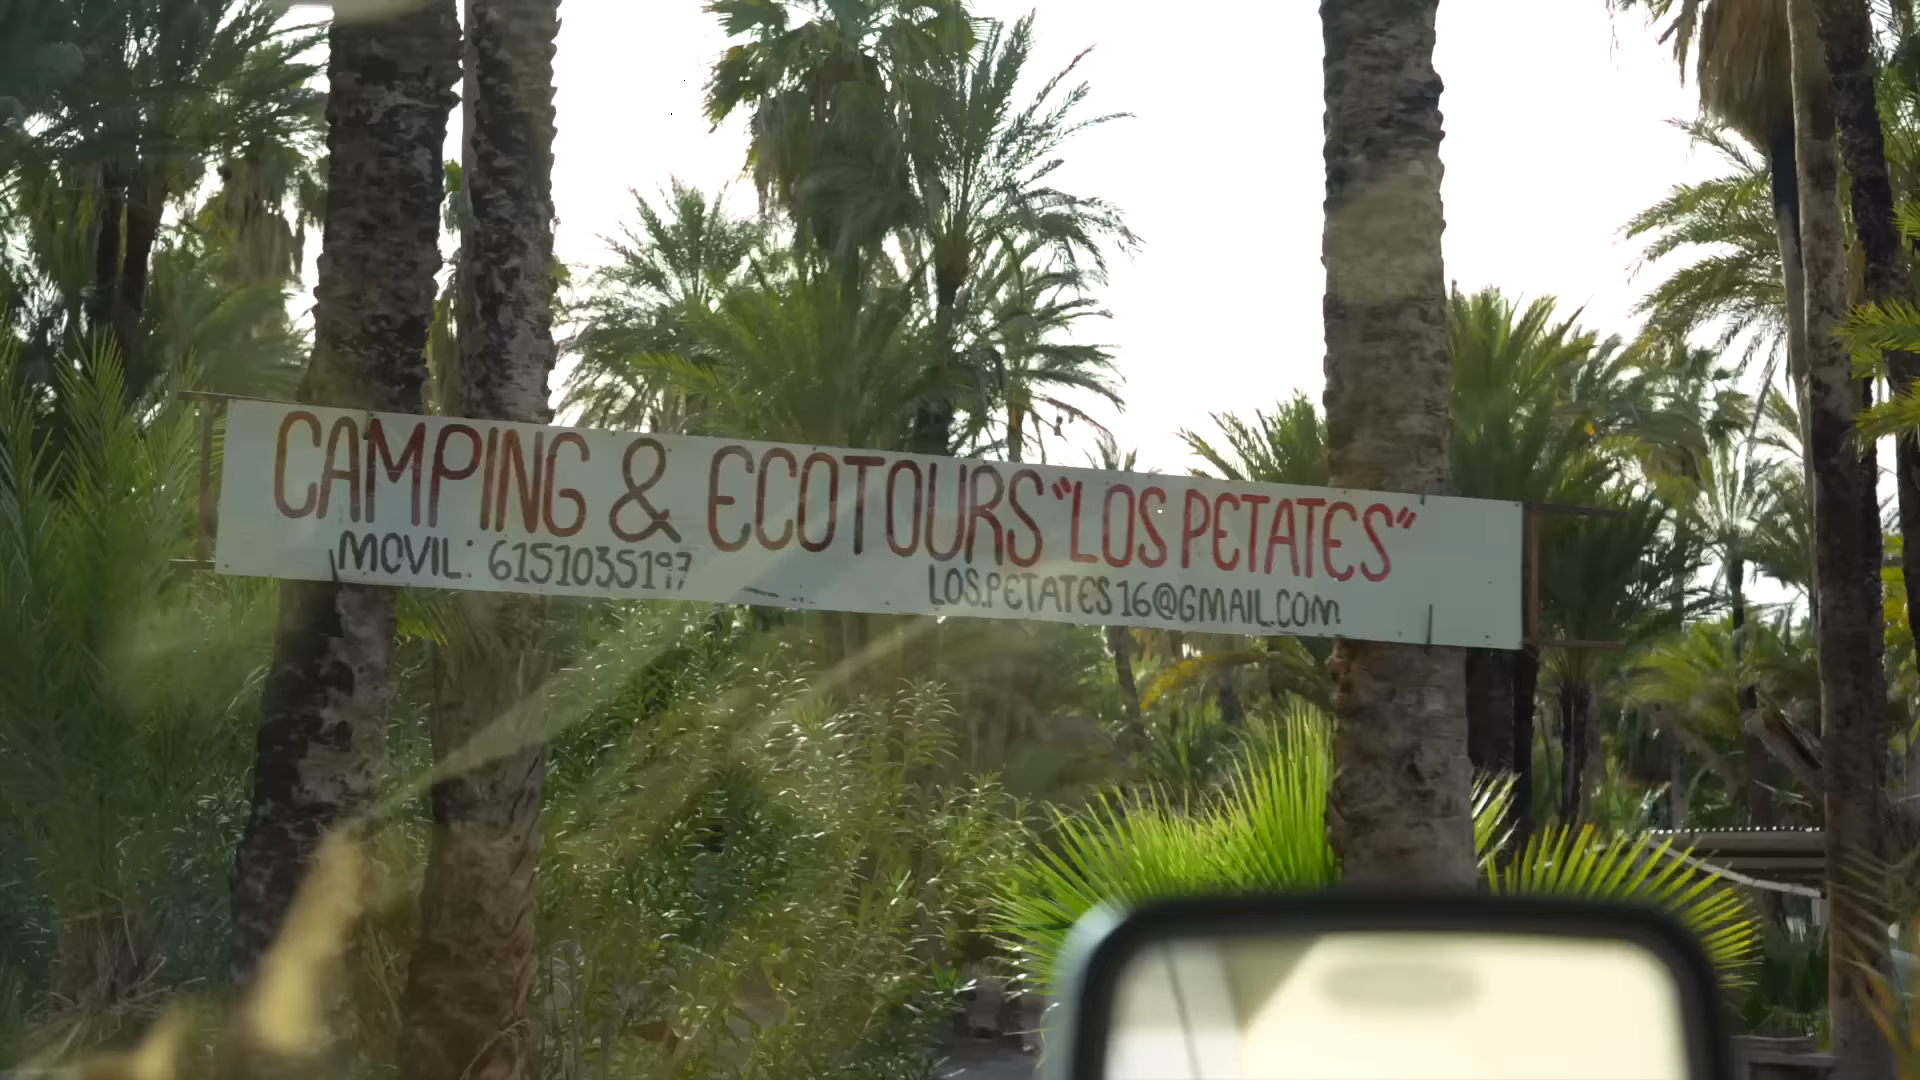 CAMPING & ECOTOURS "LOS PETATES"
MOVIL: 6151035197
LOS.PETATES16@GMAIL.COM